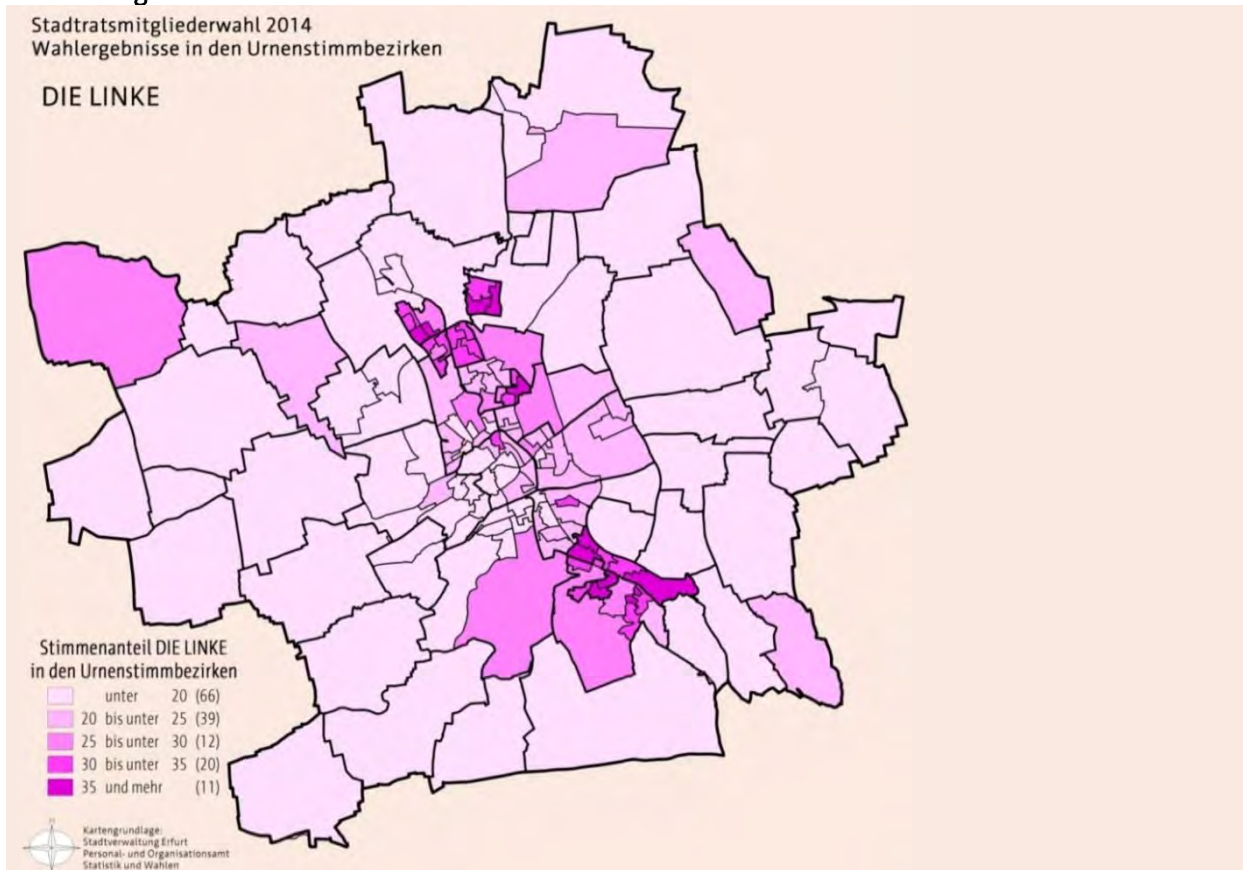 Stadtratsmitgliederwahl 2014
Wahlergebnisse in den Urnenstimmbezirken
DIE LINKE
Stimmenanteil DIE LINKE
in den Urnenstimmbezirken
unter 20 (66)
20 bis unter 25 (39)
25 bis unter 30 (12)
30 bis unter 35 (20)
35 und mehr (11)
Kartengrundlage:
Stadtverwaltung Erfurt
Personal- und Organisationsamt
Statistik und Wahlen